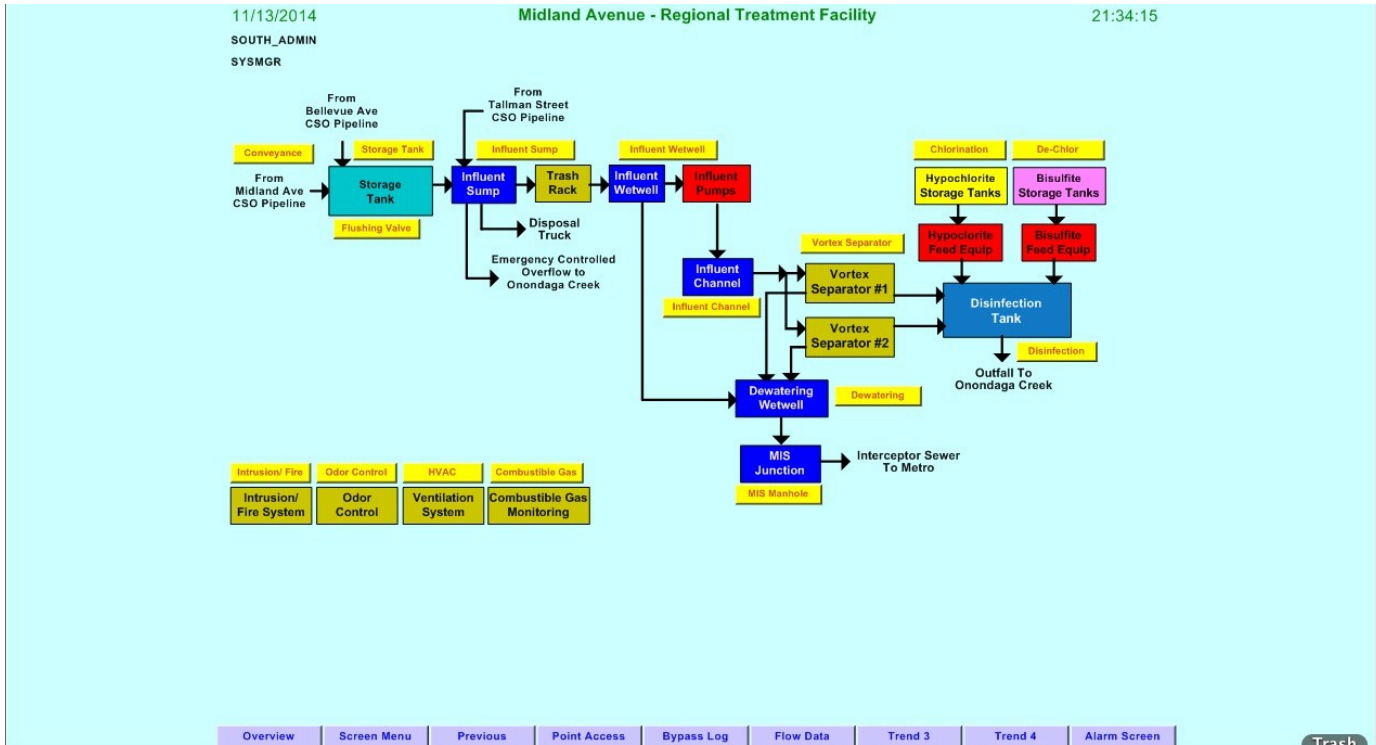 11/13/2014
Midland Avenue - Regional Treatment Facility
21:34:15
SOUTH_ADMIN
SYSMGR
From
Bellevue Ave
CSO Pipeline
From
Tallman Street
CSO Pipeline
Conveyance
Storage Tank
Influent Sump
Influent Wetwell
Chlorination
De-Chlor
From
Midland Ave
CSO Pipeline
Storage
Tank
Influent
Sump
Trash
Rack
Influent
Wetwell
Influent
Pumps
Hypochlorite
Storage Tanks
Bisulfite
Storage Tanks
Flushing Valve
Disposal
Truck
Hypoclorite
Feed Equip
Bisulfite
Feed Equip
Vortex Separator
Emergency Controlled
Overflow to
Onondaga Creek
Influent
Channel
Vortex
Separator #1
Influent Channel
Disinfection
Tank
Vortex
Separator #2
Disinfection
Outfall To
Onondaga Creek
Dewatering
Wetwell
Dewatering
MIS
Junction
Interceptor Sewer
To Metro
MIS Manhole
Intrusion/ Fire
Odor Control
HVAC
Combustible Gas
Intrusion/
Fire System
Odor
Control
Ventilation
System
Combustible Gas
Monitoring
Overview
Screen Menu
Previous
Point Access
Bypass Log
Flow Data
Trend 3
Trend 4
Alarm Screen
Trash